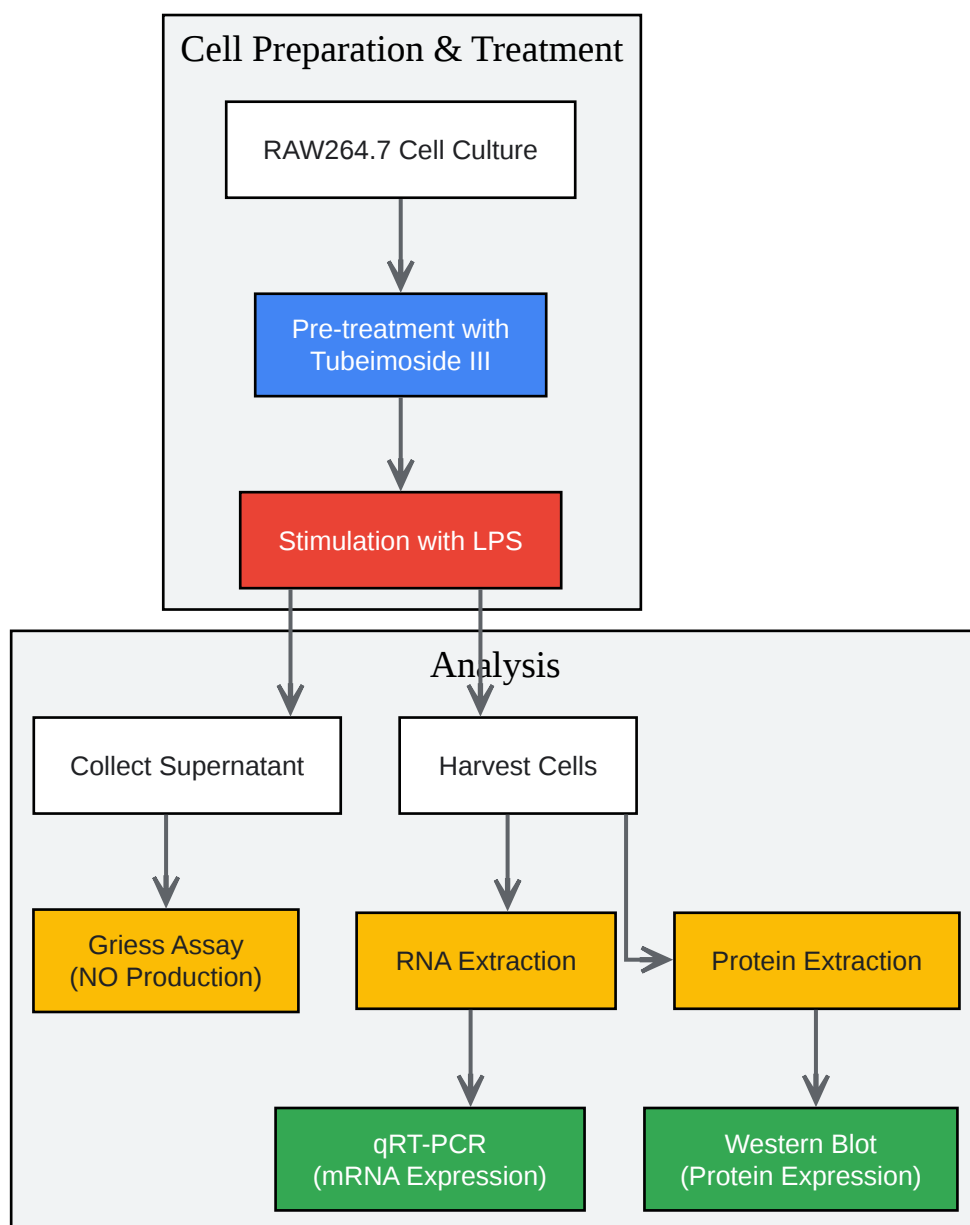 Cell Preparation & Treatment
RAW264.7 Cell Culture
Pre-treatment with
Tubeimoside III
Stimulation with LPS
Analysis
Collect Supernatant
Harvest Cells
Griess Assay
(NO Production)
RNA Extraction
Protein Extraction
qRT-PCR
(mRNA Expression)
Western Blot
(Protein Expression)